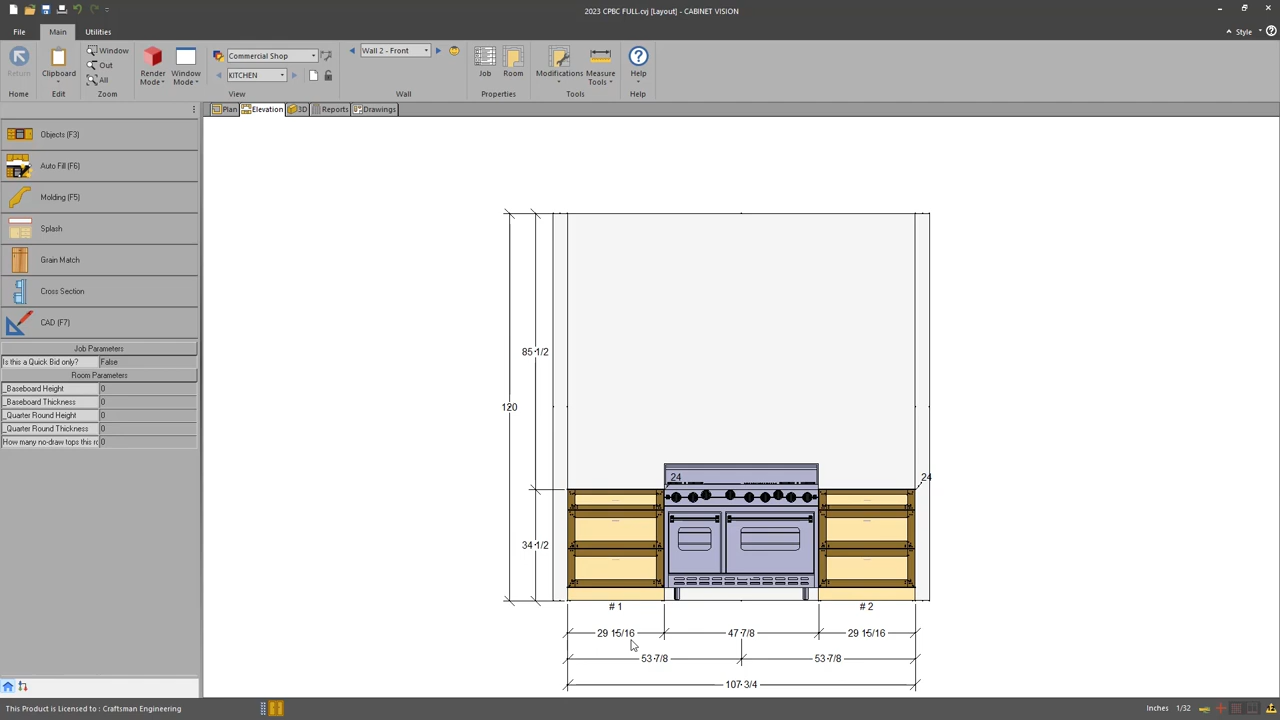 2023 CPBC FULL.cvj [Layout] - CABINET VISION
File
Main
Utilities
Style
Return
Home
Clipboard
Edit
Window
Out
All
Zoom
Render
Mode
Window
Mode
Commercial Shop
KITCHEN
View
Wall 2 - Front
Wall
Job
Room
Properties
Modifications
Measure
Tools
Tools
Help
Help
Plan
Elevation
3D
Reports
Drawings
Objects (F3)
Auto Fill (F6)
Molding (F5)
Splash
Grain Match
Cross Section
CAD (F7)
Job Parameters
Is this a Quick Bid only? False
Room Parameters
_Baseboard Height 0
_Baseboard Thickness 0
_Quarter Round Height 0
_Quarter Round Thickness 0
How many no-draw tops this ro 0
85 1/2
120
24
24
34 1/2
# 1
# 2
29 15/16
47 7/8
29 15/16
53 7/8
53 7/8
107 3/4
This Product is Licensed to : Craftsman Engineering
Inches
1/32